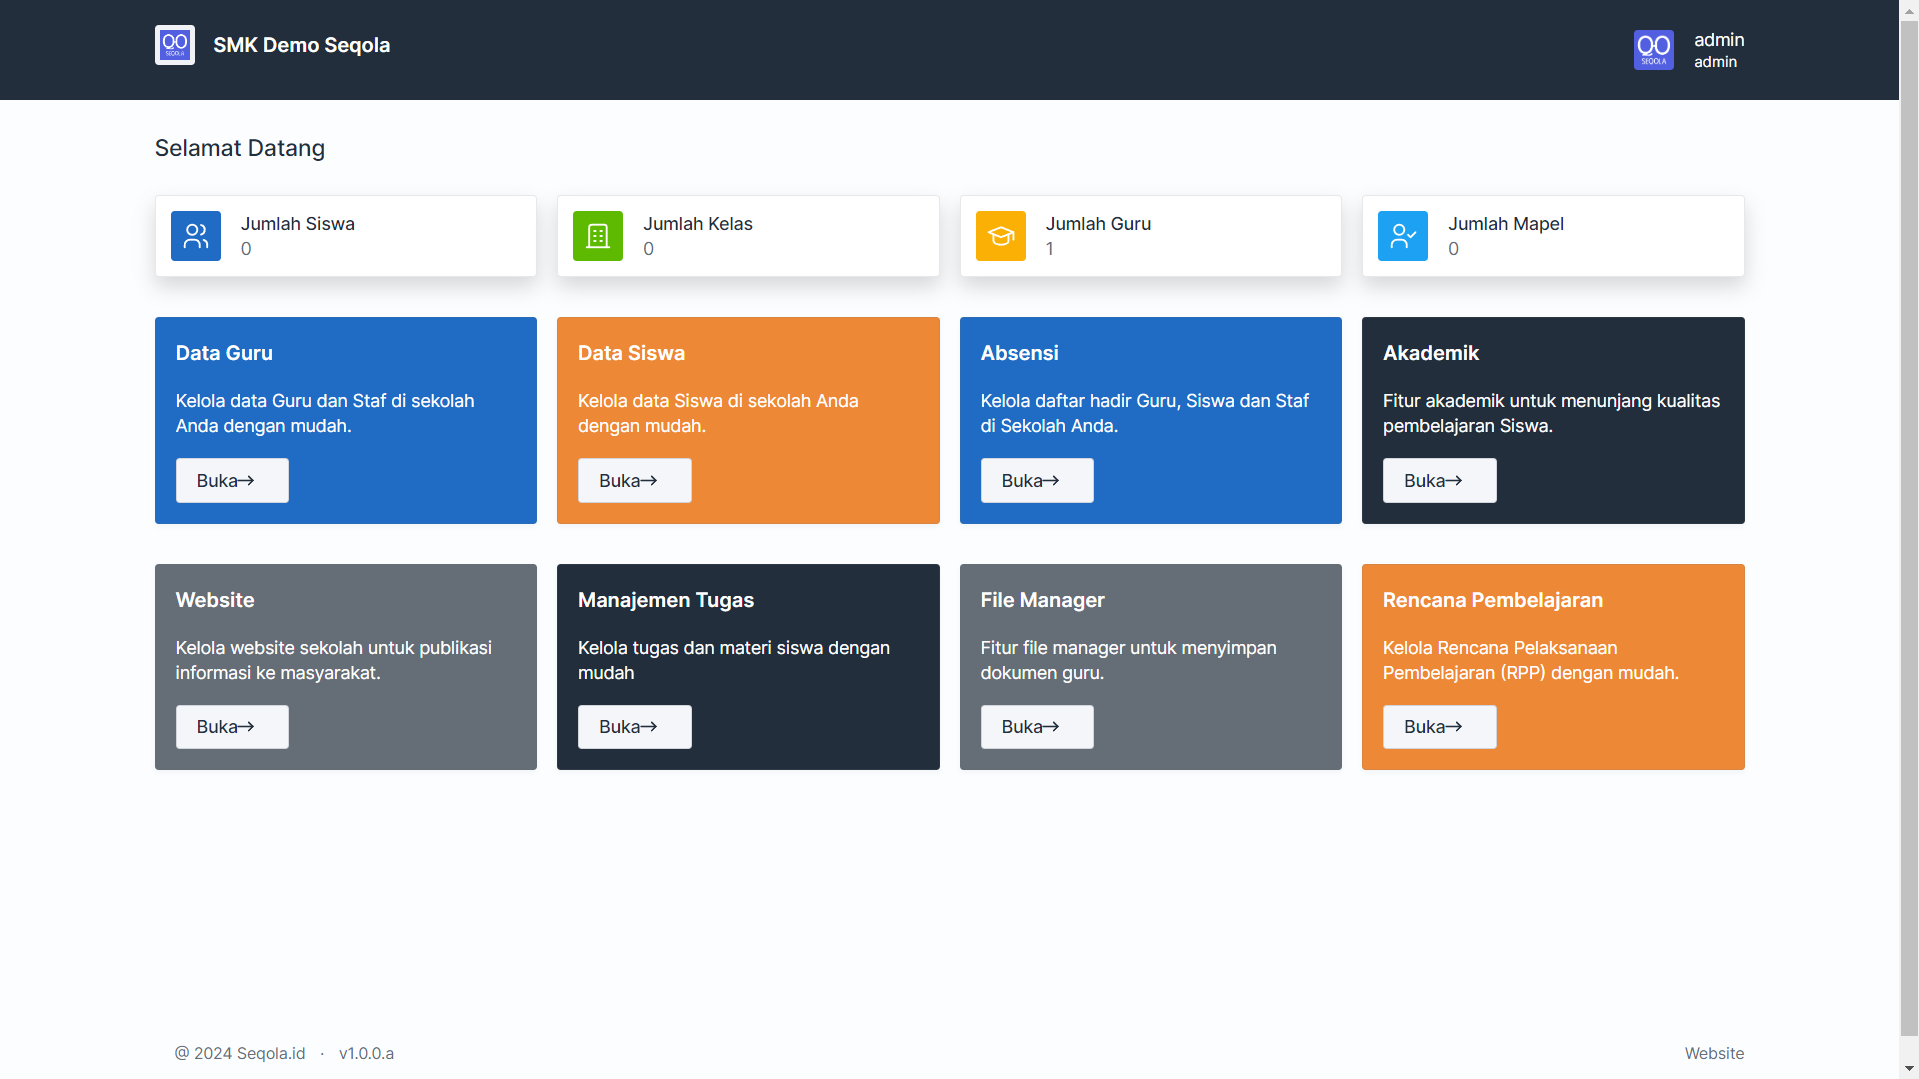 SEQOLA
SMK Demo Seqola
SEQOLA
admin
admin
Selamat Datang
Jumlah Siswa
0
Jumlah Kelas
0
Jumlah Guru
1
Jumlah Mapel
0
Data Guru
Kelola data Guru dan Staf di sekolah
Anda dengan mudah.
Buka→
Data Siswa
Kelola data Siswa di sekolah Anda
dengan mudah.
Buka→
Absensi
Kelola daftar hadir Guru, Siswa dan Staf
di Sekolah Anda.
Buka→
Akademik
Fitur akademik untuk menunjang kualitas
pembelajaran Siswa.
Buka→
Website
Kelola website sekolah untuk publikasi
informasi ke masyarakat.
Buka→
Manajemen Tugas
Kelola tugas dan materi siswa dengan
mudah
Buka→
File Manager
Fitur file manager untuk menyimpan
dokumen guru.
Buka→
Rencana Pembelajaran
Kelola Rencana Pelaksanaan
Pembelajaran (RPP) dengan mudah.
Buka→
@ 2024 Seqola.id · v1.0.0.a
Website